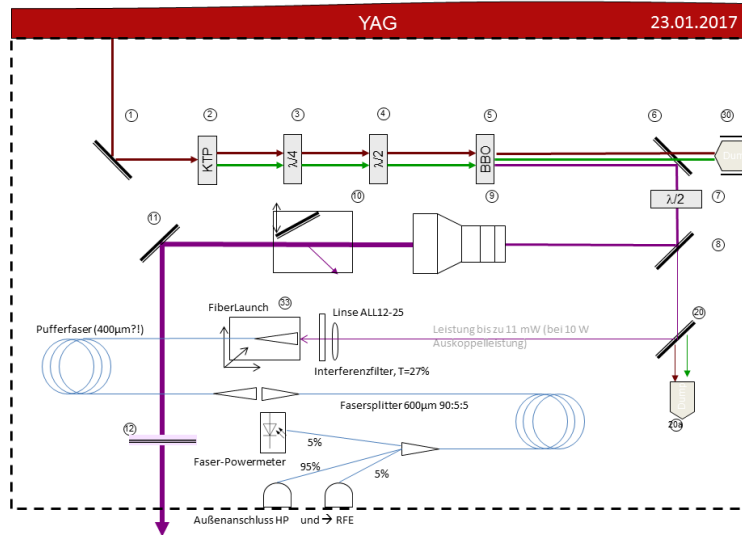 YAG
23.01.2017
1
2
3
4
5
6
30
KTP
λ/4
λ/2
BBO
Dump
7
λ/2
8
9
10
11
FiberLaunch
33
Linse ALL12-25
20
Pufferfaser (400µm?!)
Leistung bis zu 11 mW (bei 10 W
Auskoppelleistung)
Interferenzfilter, T=27%
Dump
20a
Fasersplitter 600µm 90:5:5
12
5%
Faser-Powermeter
95%
5%
Außenanschluss HP und → RFE